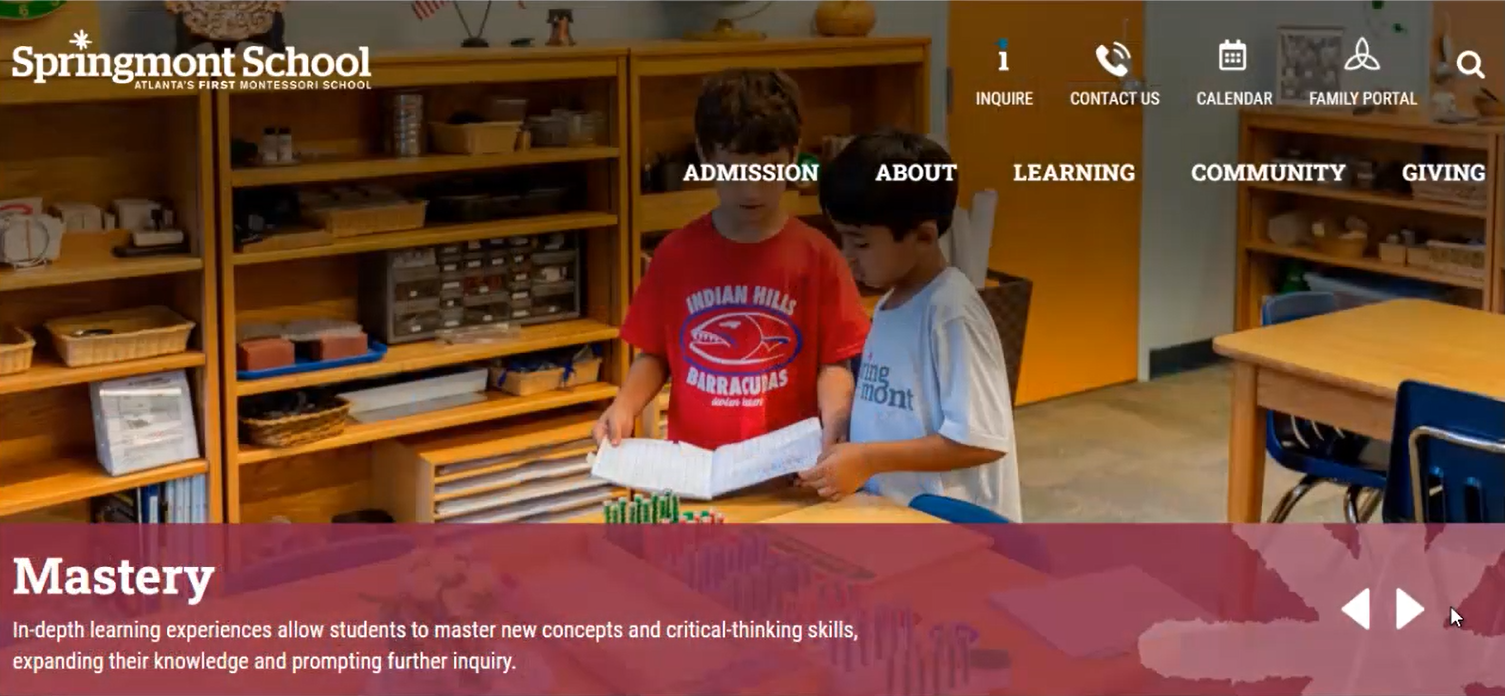 Springmont School
ATLANTA'S FIRST MONTESSORI SCHOOL
INQUIRE
CONTACT US
CALENDAR
FAMILY PORTAL
ADMISSION
ABOUT
LEARNING
COMMUNITY
GIVING
INDIAN HILLS
BARRACUDAS
ring
mont
Mastery
In-depth learning experiences allow students to master new concepts and critical-thinking skills,
expanding their knowledge and prompting further inquiry.